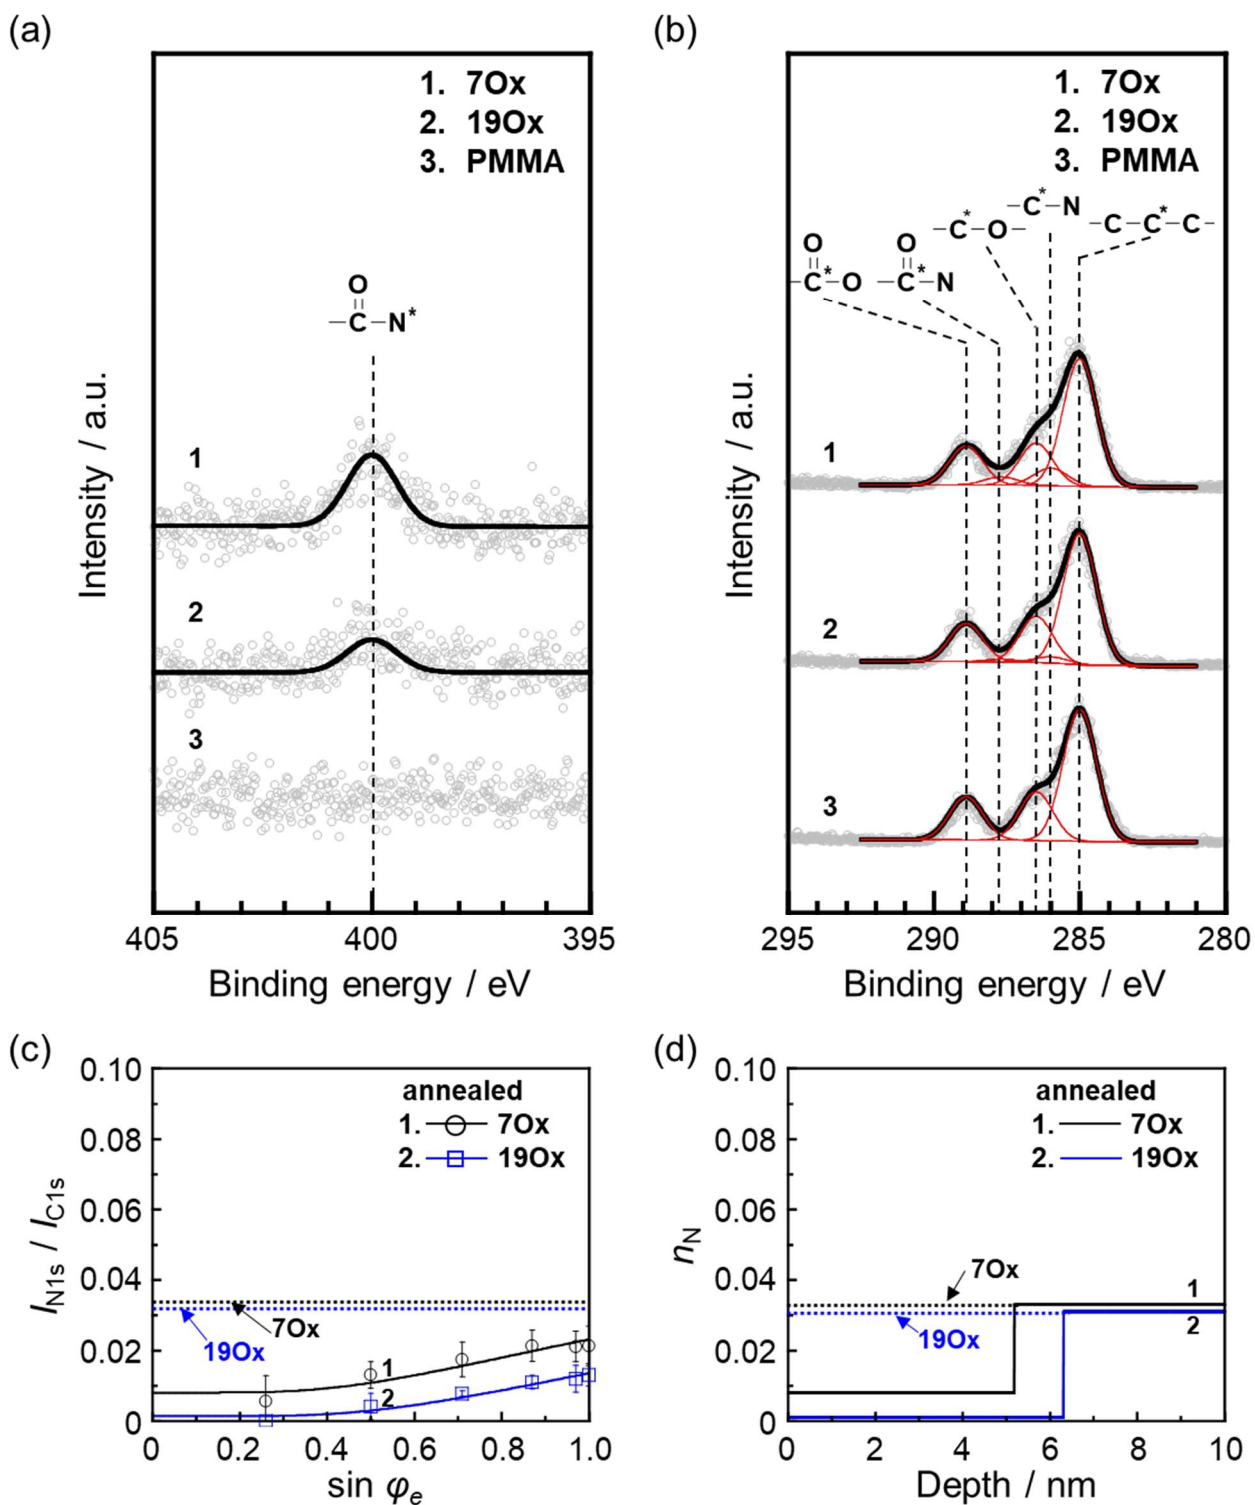 (a)
1. 7Ox
2. 19Ox
3. PMMA
O
–C–N*
1
2
3
Intensity / a.u.
405 400 395
Binding energy / eV
(b)
1. 7Ox
2. 19Ox
3. PMMA
–C*–N
–C*–O–
–C–C*–C–
O O
–C*–O –C*–N
1
2
3
Intensity / a.u.
295 290 285 280
Binding energy / eV
(c)
annealed
1. 7Ox
2. 19Ox
0.10
0.08
0.06
0.04
0.02
0
I_N1s / I_C1s
7Ox
19Ox
1
2
0 0.2 0.4 0.6 0.8 1.0
sin φe
(d)
annealed
1. 7Ox
2. 19Ox
0.10
0.08
0.06
0.04
0.02
0
nN
7Ox
19Ox
1
2
0 2 4 6 8 10
Depth / nm